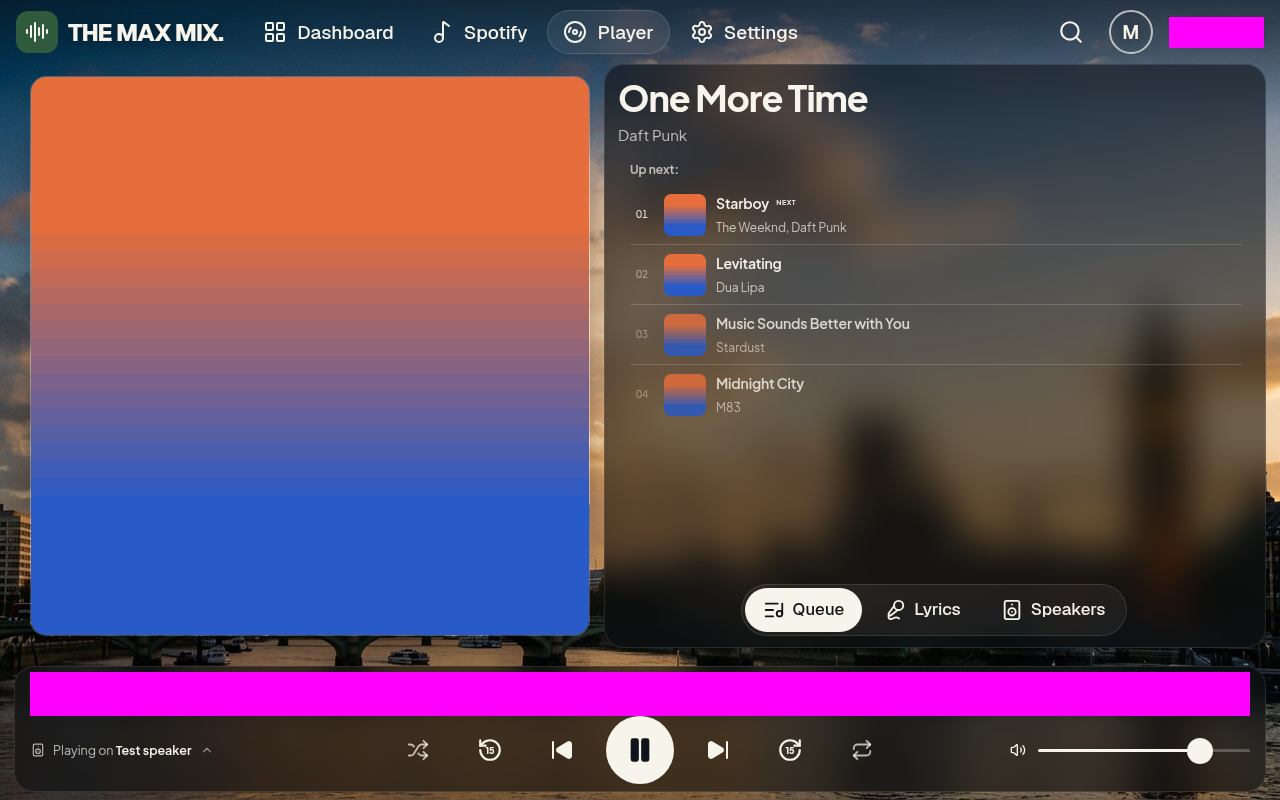 THE MAX MIX.
Dashboard
Spotify
Player
Settings
M
One More Time
Daft Punk
Up next:
01
Starboy NEXT
The Weeknd, Daft Punk
02
Levitating
Dua Lipa
03
Music Sounds Better with You
Stardust
04
Midnight City
M83
Queue
Lyrics
Speakers
Playing on Test speaker
15
15